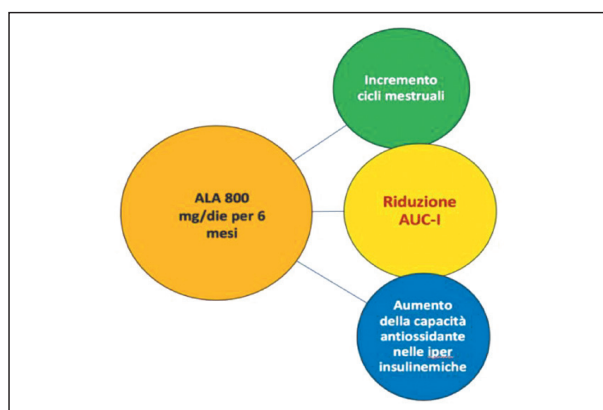 Incremento
cicli mestruali
ALA 800
mg/die per 6
mesi
Riduzione
AUC-I
Aumento
della capacità
antiossidante
nelle iper
insulinemiche